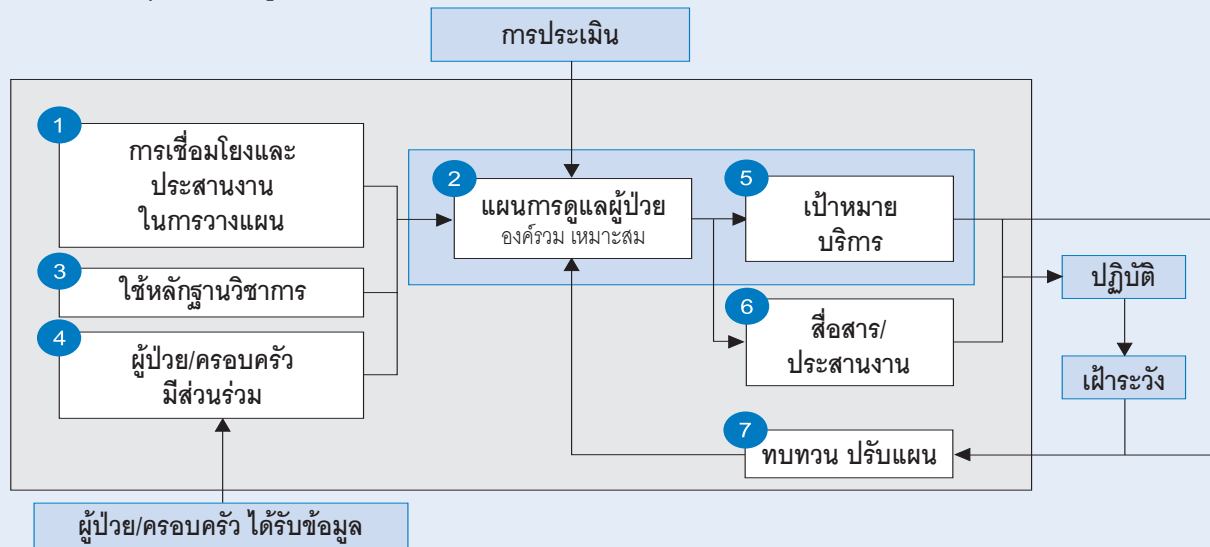 การประเมิน
1
การเชื่อมโยงและ
ประสานงาน
ในการวางแผน
2
แผนการดูแลผู้ป่วย
องค์รวม เหมาะสม
5
เป้าหมาย
บริการ
3
ใช้หลักฐานวิชาการ
4
ผู้ป่วย/ครอบครัว
มีส่วนร่วม
6
สื่อสาร/
ประสานงาน
ปฏิบัติ
เฝ้าระวัง
7
ทบทวน ปรับแผน
ผู้ป่วย/ครอบครัว ได้รับข้อมูล